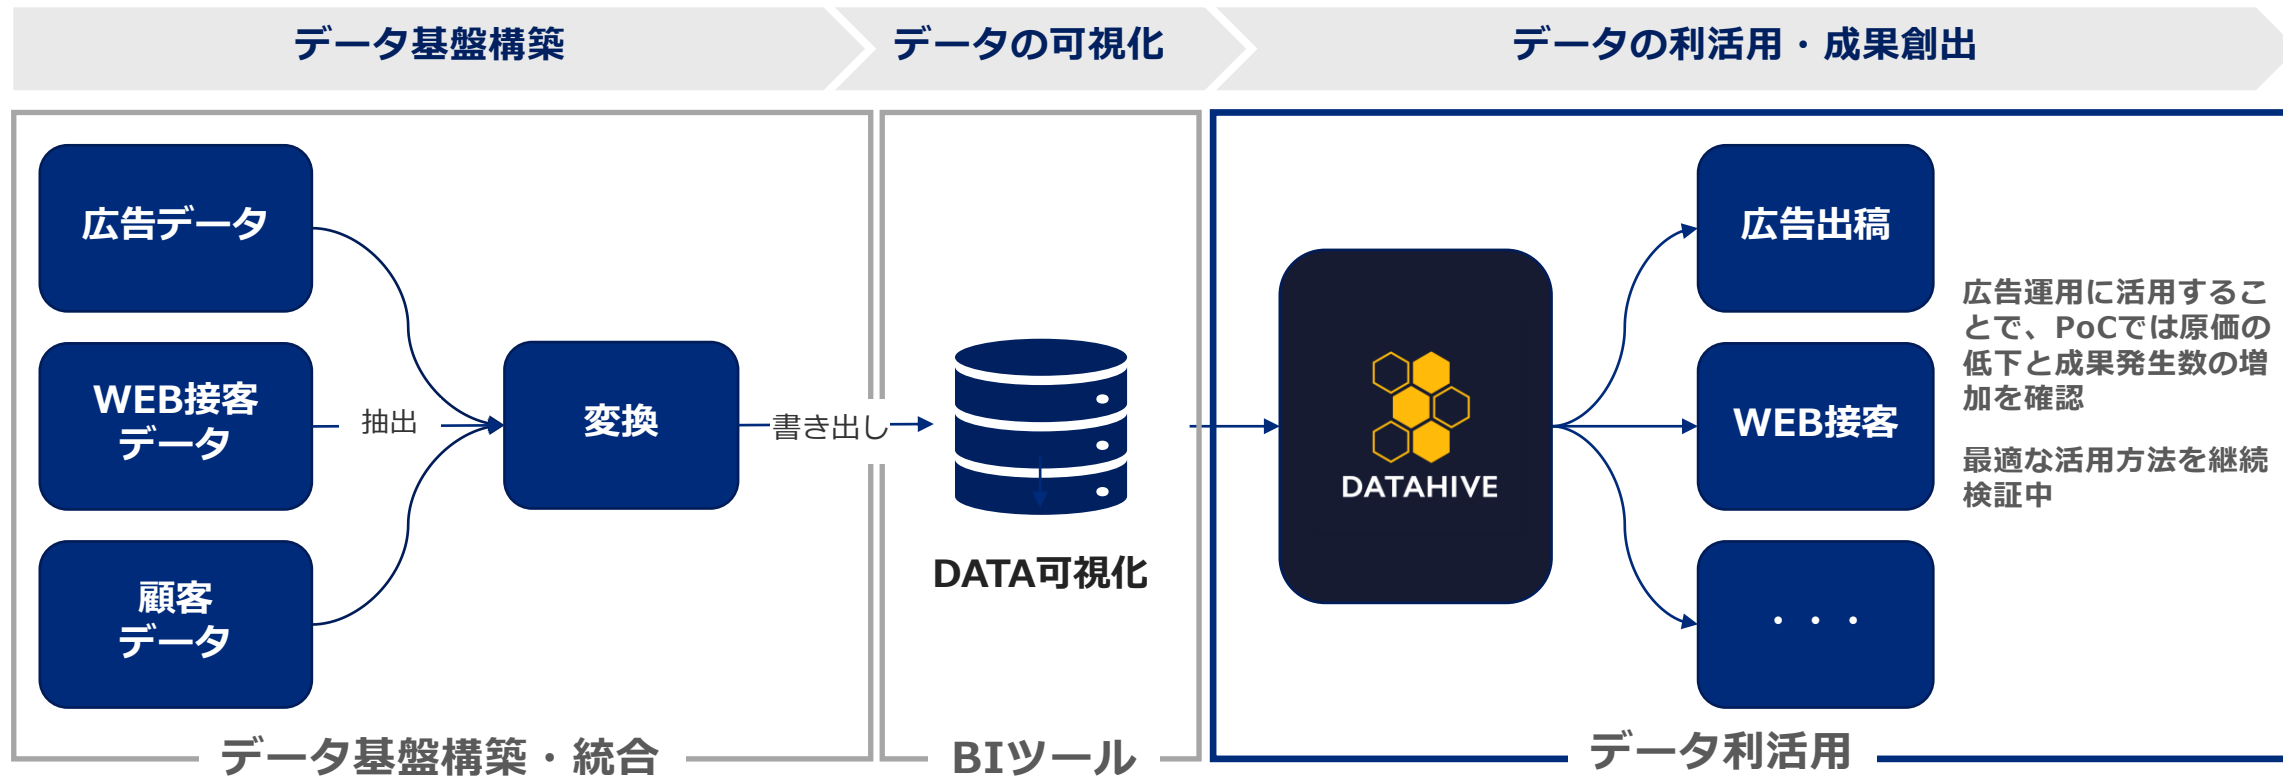 データ基盤構築
データの可視化
データの利活用・成果創出
広告データ
WEB接客
データ
顧客
データ
抽出
変換
書き出し
データ基盤構築・統合
DATA可視化
BIツール
DATAHIVE
広告出稿
WEB接客
・・・
広告運用に活用するこ
とで、PoCでは原価の
低下と成果発生数の増
加を確認
最適な活用方法を継続
検証中
データ利活用